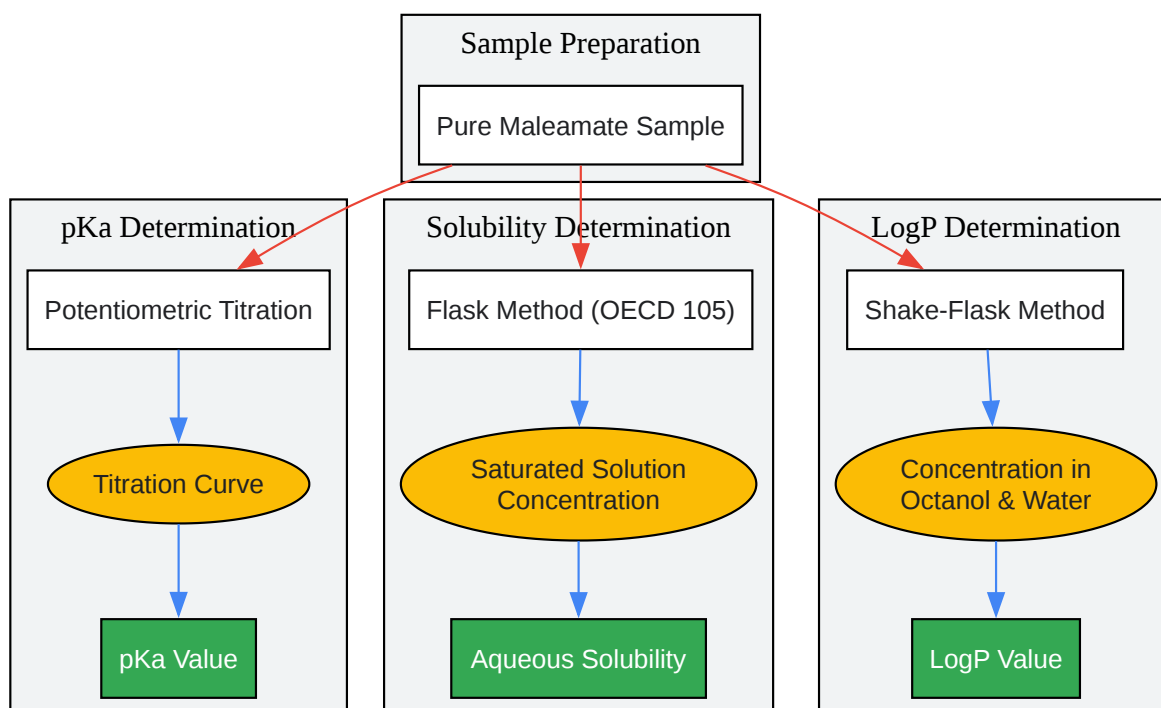 Sample Preparation
Pure Maleamate Sample
pKa Determination
Potentiometric Titration
Titration Curve
pKa Value
Solubility Determination
Flask Method (OECD 105)
Saturated Solution
Concentration
Aqueous Solubility
LogP Determination
Shake-Flask Method
Concentration in
Octanol & Water
LogP Value